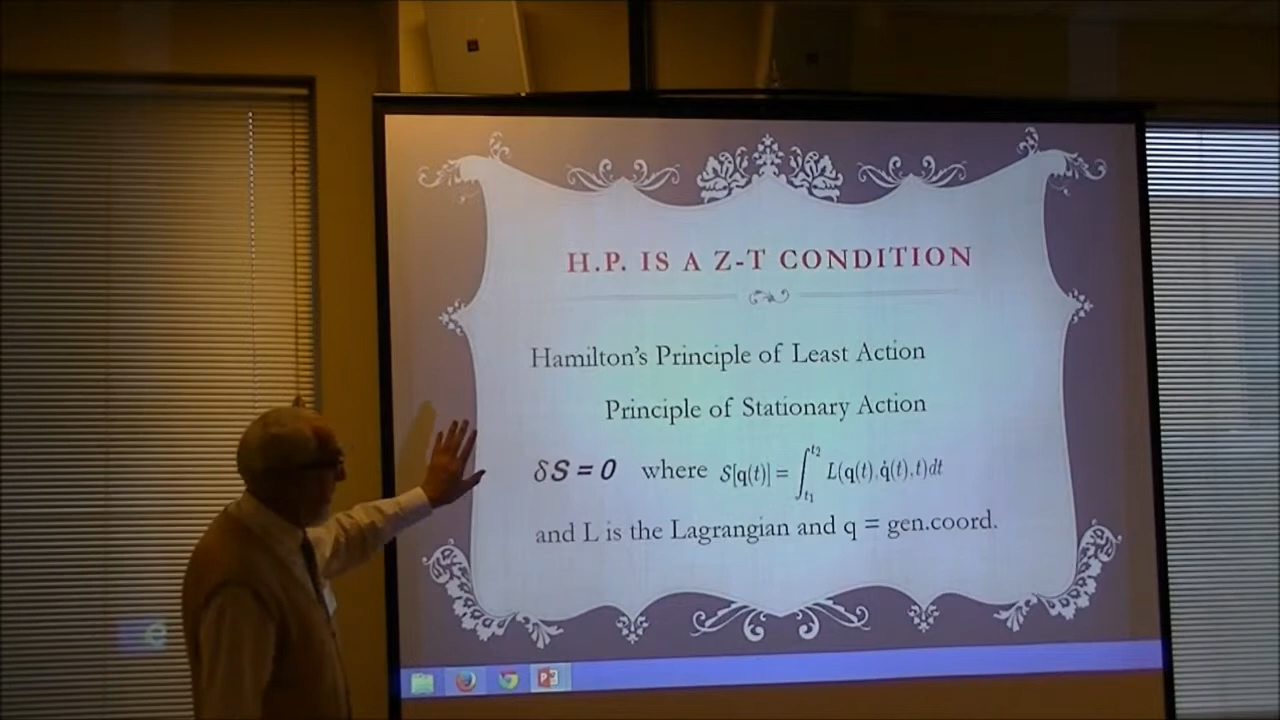 H.P. IS A Z-T CONDITION
Hamilton's Principle of Least Action
Principle of Stationary Action
δS = 0 where S[q(t)] = ∫_{t₁}^{t₂} L(q(t),q̇(t),t)dt
and L is the Lagrangian and q = gen.coord.